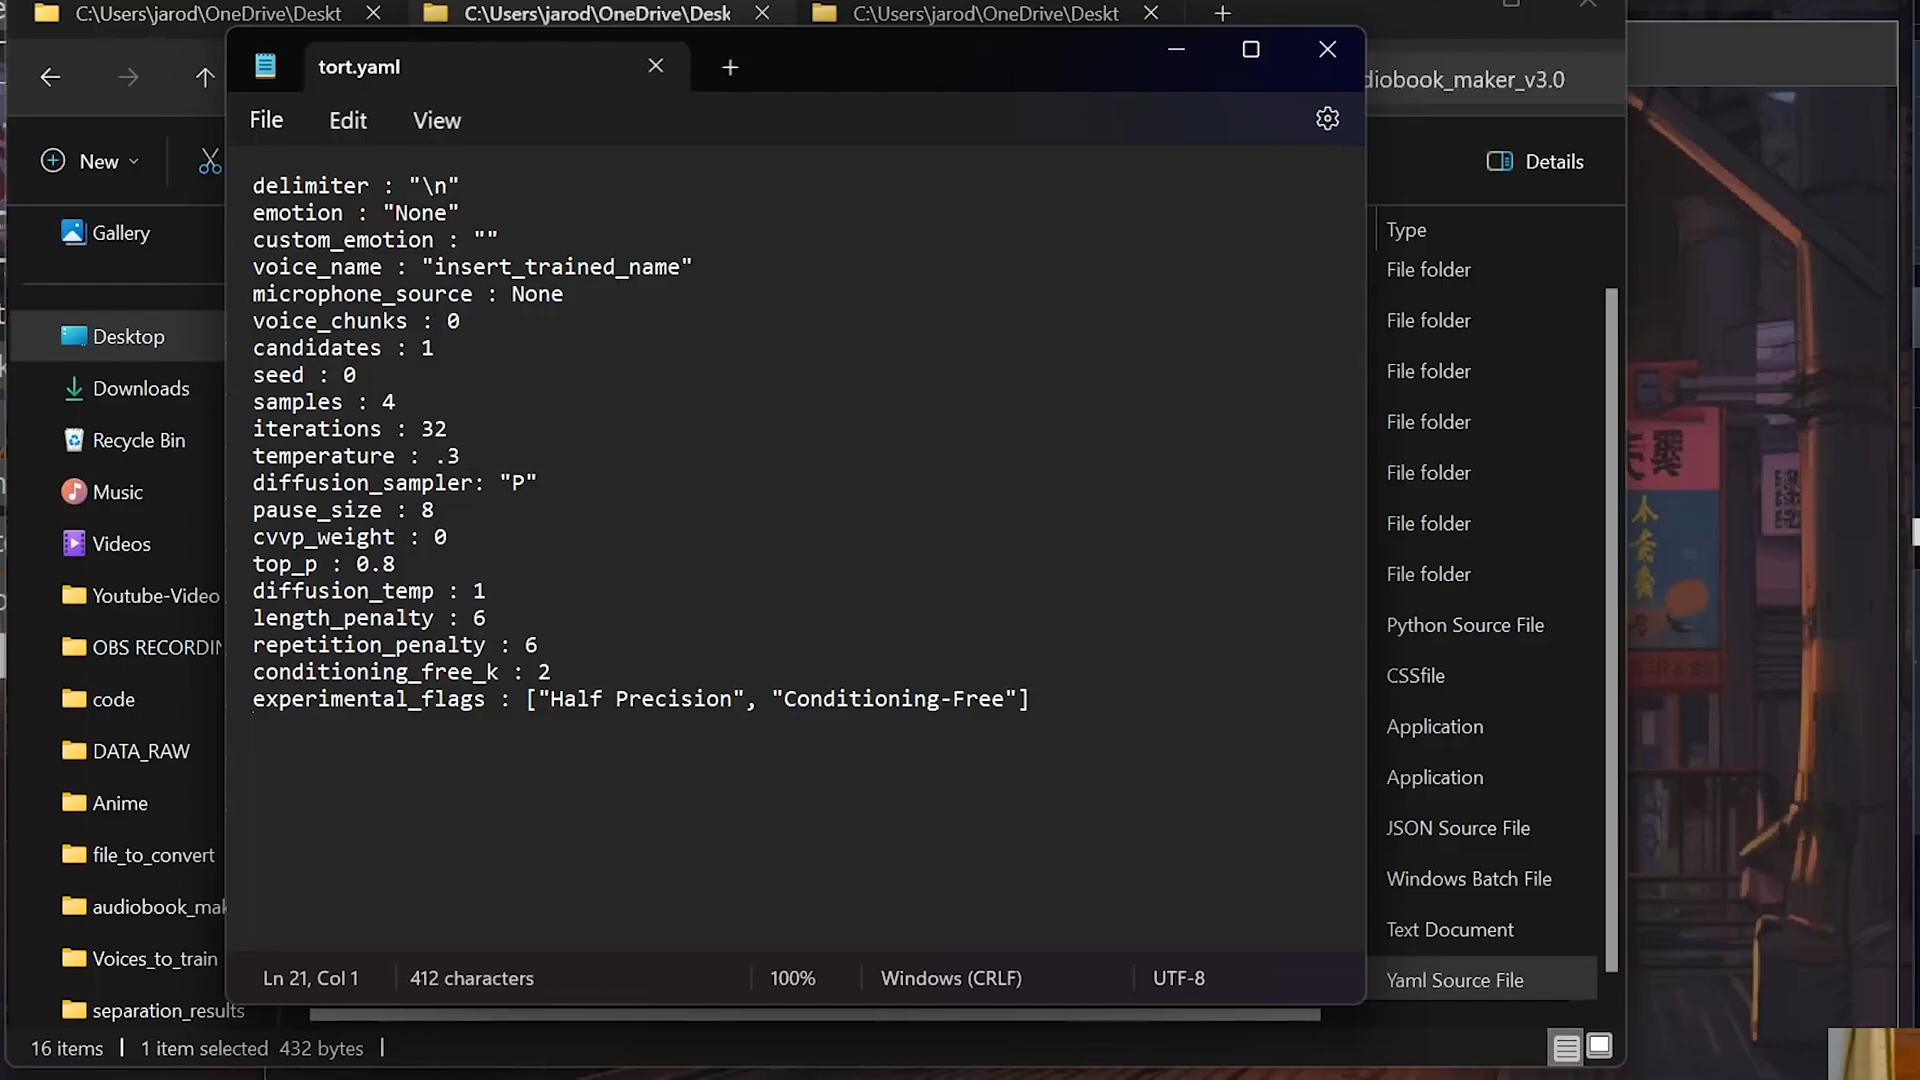 C:\Users\jarod\OneDrive\Deskt
C:\Users\jarod\OneDrive\Desk
C:\Users\jarod\OneDrive\Deskt
tort.yaml
diobook_maker_v3.0
File Edit View
New
Details
delimiter : "\n"
emotion : "None"
custom_emotion : ""
voice_name : "insert_trained_name"
microphone_source : None
voice_chunks : 0
candidates : 1
seed : 0
samples : 4
iterations : 32
temperature : .3
diffusion_sampler: "P"
pause_size : 8
cvvp_weight : 0
top_p : 0.8
diffusion_temp : 1
length_penalty : 6
repetition_penalty : 6
conditioning_free_k : 2
experimental_flags : ["Half Precision", "Conditioning-Free"]
Gallery
Desktop
Downloads
Recycle Bin
Music
Videos
Youtube-Video
OBS RECORDIN
code
DATA_RAW
Anime
file_to_convert
audiobook_mak
Voices_to_train
separation_results
Type
File folder
File folder
File folder
File folder
File folder
File folder
File folder
Python Source File
CSSfile
Application
Application
JSON Source File
Windows Batch File
Text Document
Yaml Source File
Ln 21, Col 1
412 characters
100%
Windows (CRLF)
UTF-8
16 items
1 item selected 432 bytes